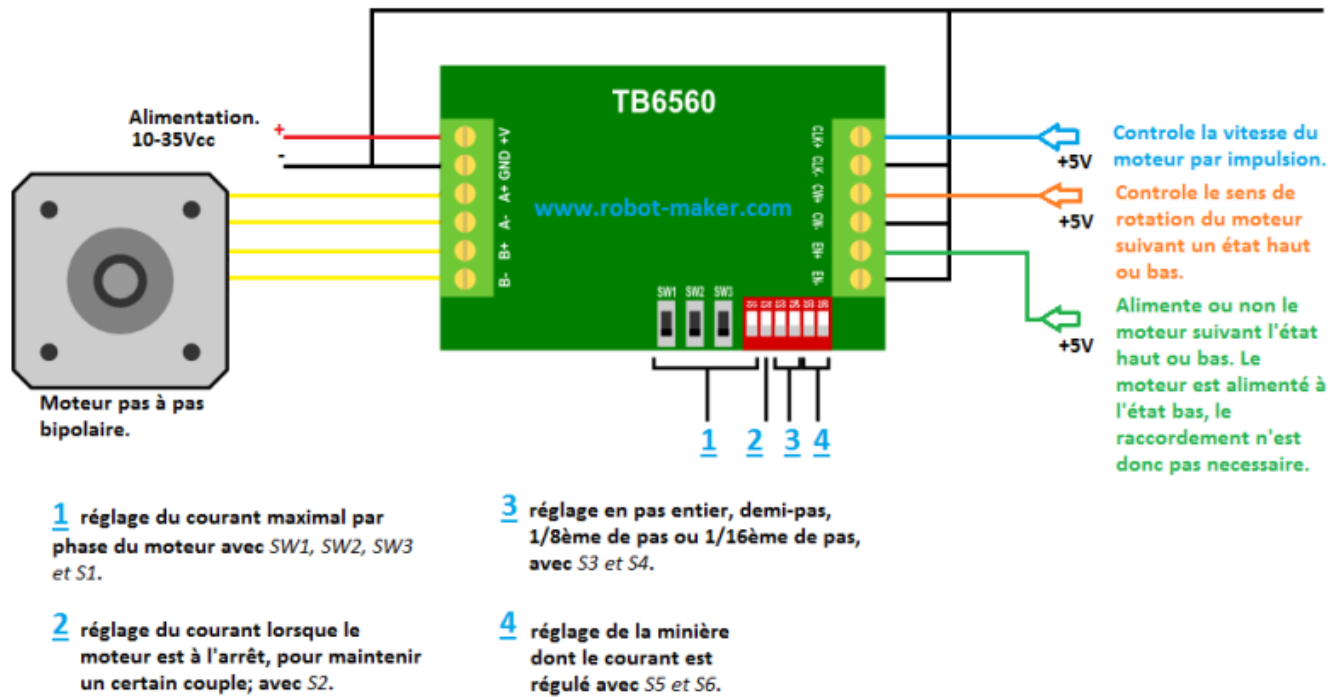 TB6560
www.robot-maker.com
Alimentation.
10-35Vcc
+
-
+V
GND
A+
A-
B+
B-
CLK+
CLK-
CW+
CW-
EN+
EN-
SW1
SW2
SW3
S1
S2
S3
S4
S5
S6
+5V
Controle la vitesse du
moteur par impulsion.
+5V
Controle le sens de
rotation du moteur
suivant un état haut
ou bas.
+5V
Alimente ou non le
moteur suivant l'état
haut ou bas. Le
moteur est alimenté à
l'état bas, le
raccordement n'est
donc pas necessaire.
Moteur pas à pas
bipolaire.
1
2
3
4
1 réglage du courant maximal par
phase du moteur avec SW1, SW2, SW3
et S1.
2 réglage du courant lorsque le
moteur est à l'arrêt, pour maintenir
un certain couple; avec S2.
3 réglage en pas entier, demi-pas,
1/8ème de pas ou 1/16ème de pas,
avec S3 et S4.
4 réglage de la minière
dont le courant est
régulé avec S5 et S6.